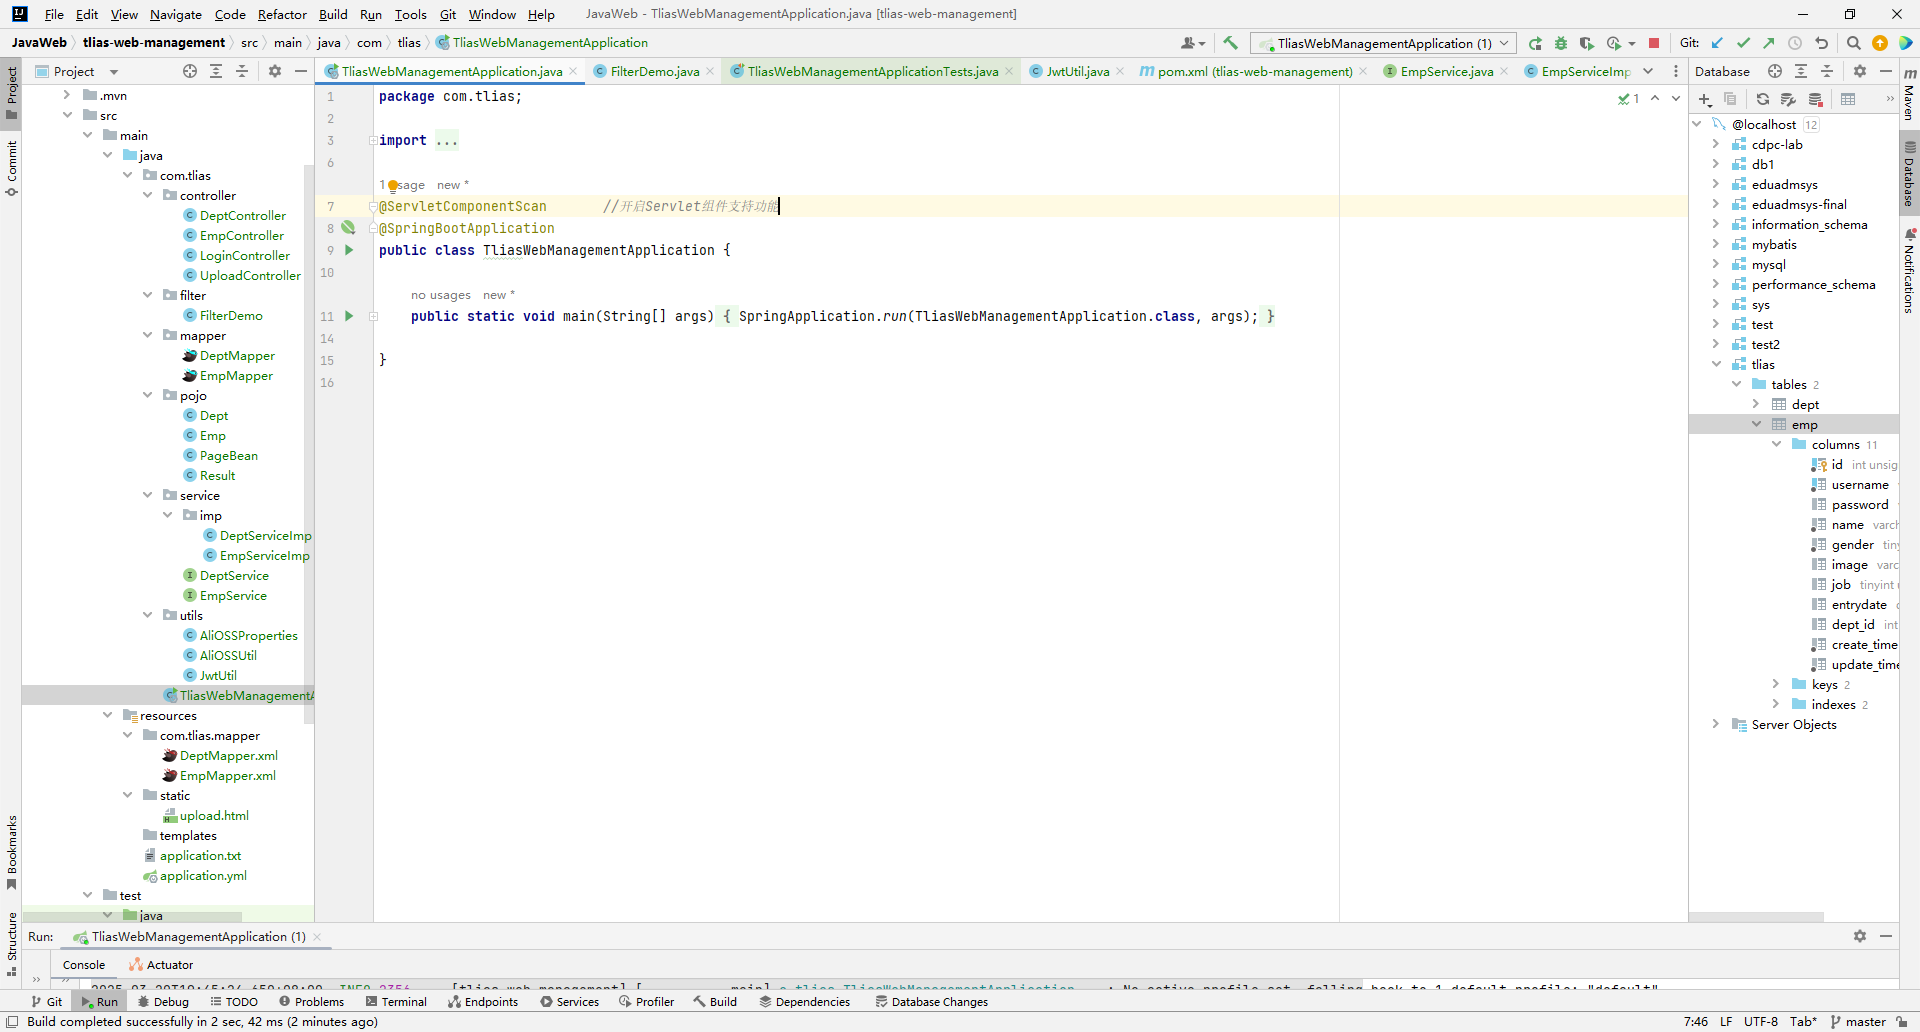 File Edit View Navigate Code Refactor Build Run Tools Git Window Help JavaWeb - TliasWebManagementApplication.java [tlias-web-management]
JavaWeb tlias-web-management src main java com tlias TliasWebManagementApplication TliasWebManagementApplication (1) Git:
Project
TliasWebManagementApplication.java FilterDemo.java TliasWebManagementApplicationTests.java JwtUtil.java pom.xml (tlias-web-management) EmpService.java EmpServiceImp
Database
Project
Commit
Bookmarks
Structure
.mvn
src
main
java
com.tlias
controller
DeptController
EmpController
LoginController
UploadController
filter
FilterDemo
mapper
DeptMapper
EmpMapper
pojo
Dept
Emp
PageBean
Result
service
imp
DeptServiceImp
EmpServiceImp
DeptService
EmpService
utils
AliOSSProperties
AliOSSUtil
JwtUtil
TliasWebManagementA
resources
com.tlias.mapper
DeptMapper.xml
EmpMapper.xml
static
upload.html
templates
application.txt
application.yml
test
java
1 package com.tlias;
2
3 import ...
6
new *
7 @ServletComponentScan //开启Servlet组件支持功能
8 @SpringBootApplication
9 public class TliasWebManagementApplication {
10
no usages new *
11 public static void main(String[] args) { SpringApplication.run(TliasWebManagementApplication.class, args); }
14
15 }
16
1
@localhost 12
cdpc-lab
db1
eduadmsys
eduadmsys-final
information_schema
mybatis
mysql
performance_schema
sys
test
test2
tlias
tables 2
dept
emp
columns 11
id int unsig
username
password
name varch
gender tiny
image varc
job tinyint
entrydate
dept_id int
create_time
update_time
keys 2
indexes 2
Server Objects
Maven
Database
Notifications
Run: TliasWebManagementApplication (1)
Console Actuator
Git Run Debug TODO Problems Terminal Endpoints Services Profiler Build Dependencies Database Changes
Build completed successfully in 2 sec, 42 ms (2 minutes ago) 7:46 LF UTF-8 Tab* master